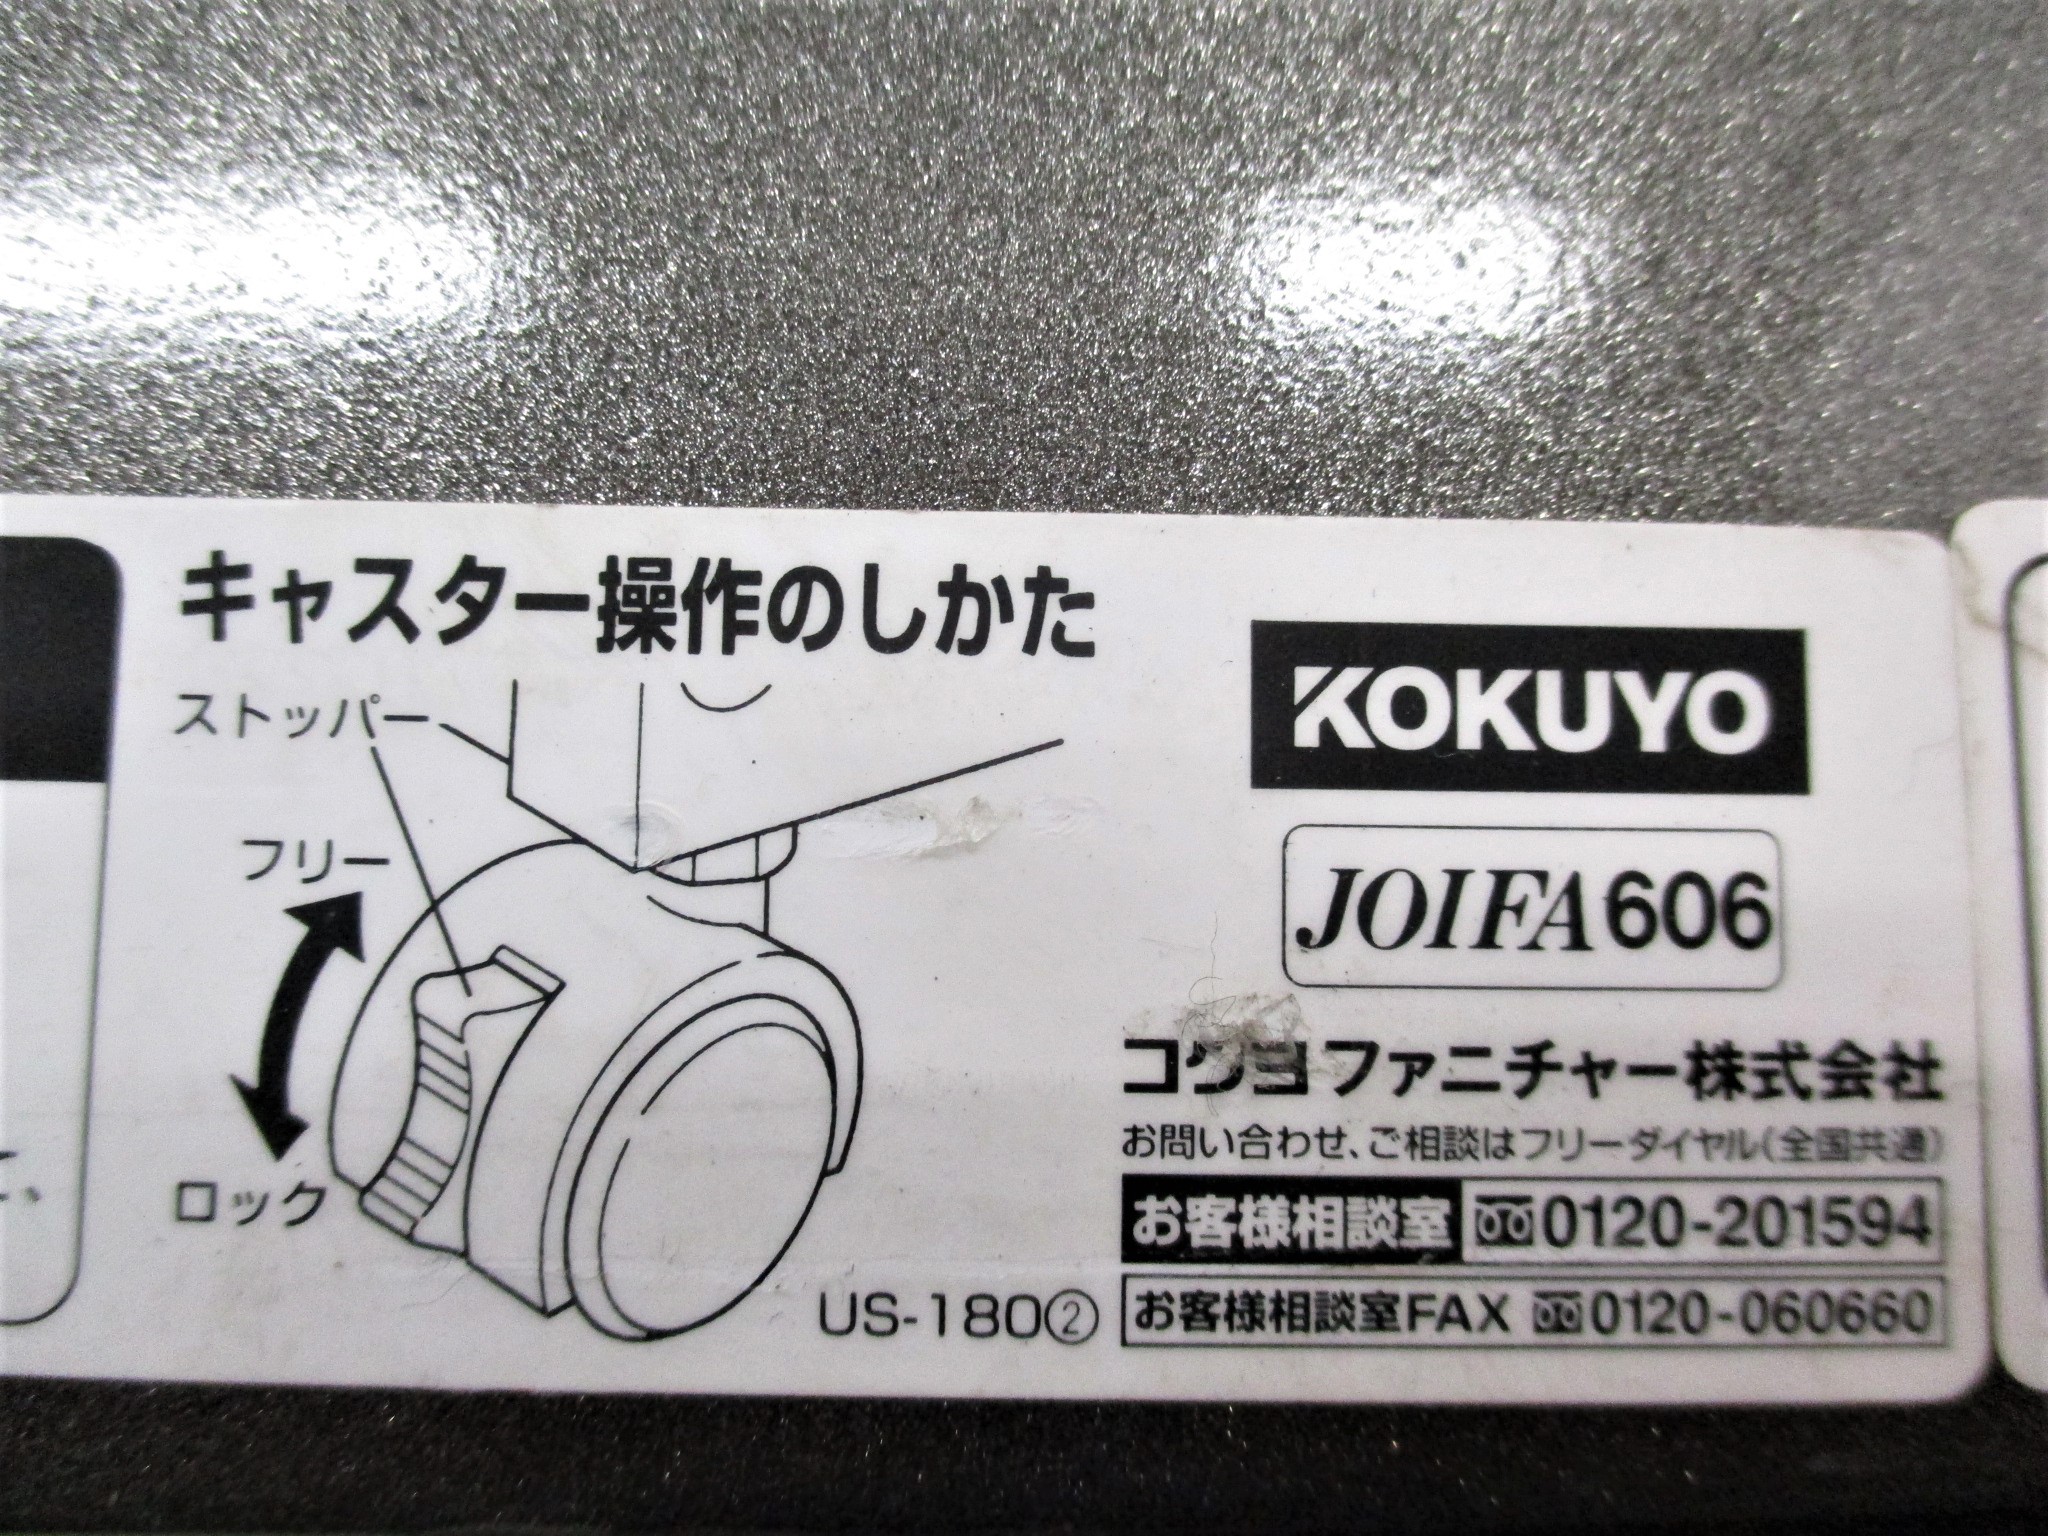 キャスター操作のしかた
ストッパー
フリー
ロック
US-180②
KOKUYO
JOIFA606
コクヨファニチャー株式会社
お問い合わせ、ご相談はフリーダイヤル(全国共通)
お客様相談室 0120-201594
お客様相談室FAX 0120-060660